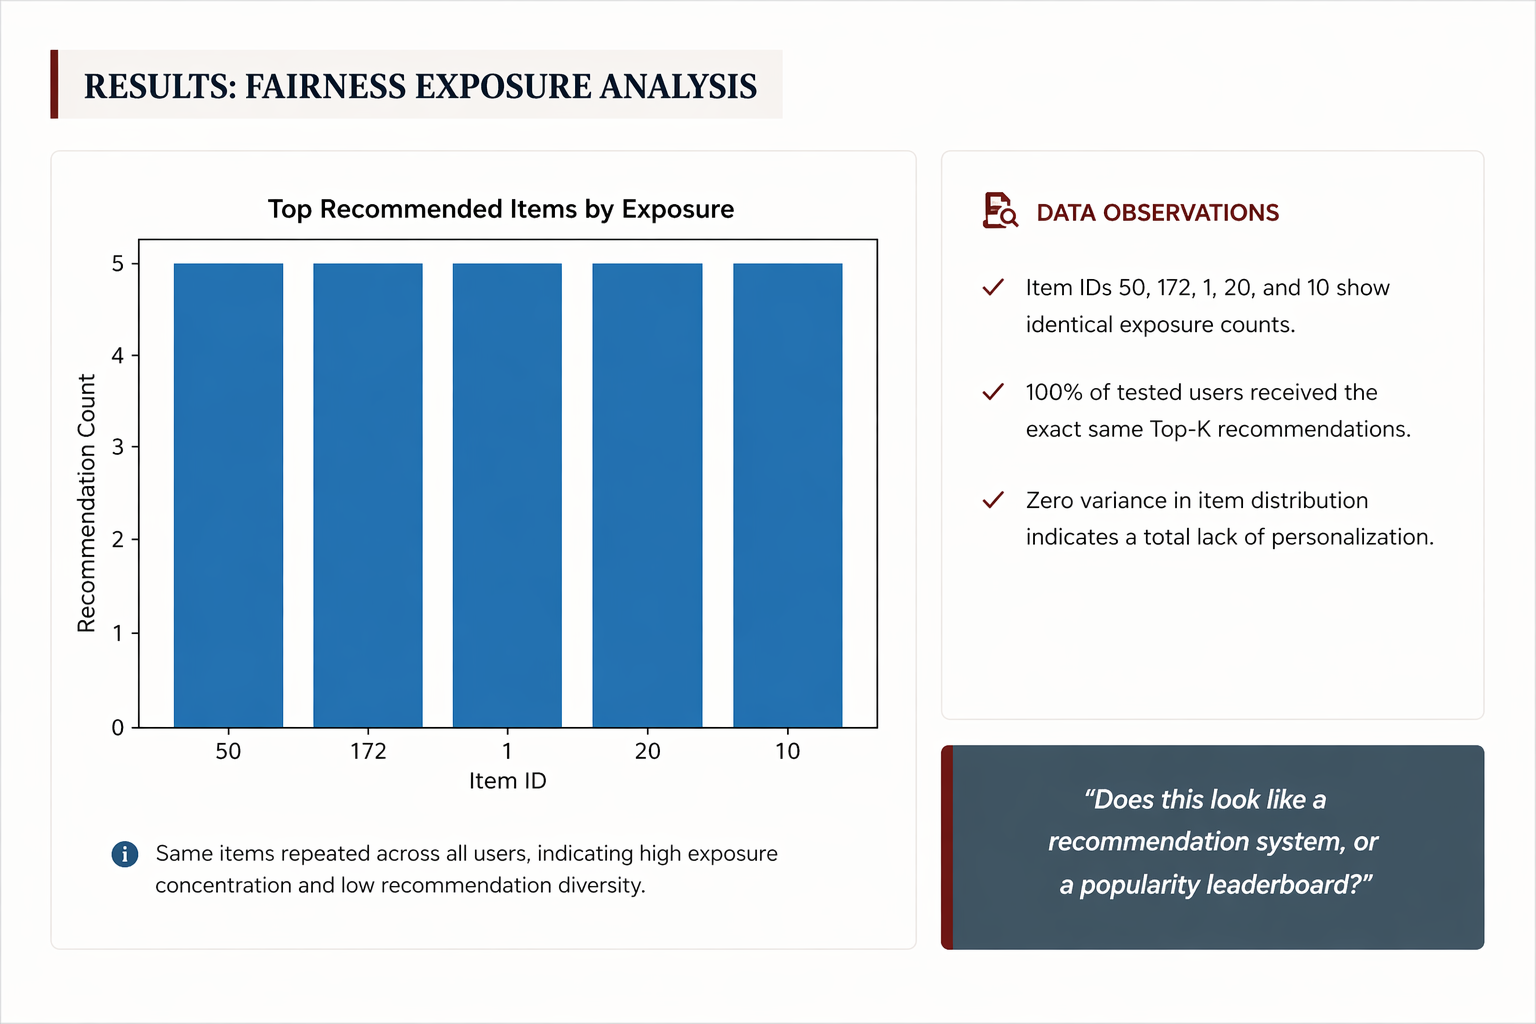 RESULTS: FAIRNESS EXPOSURE ANALYSIS
Top Recommended Items by Exposure
Recommendation Count
5
4
3
2
1
0
50 172 1 20 10
Item ID
Same items repeated across all users, indicating high exposure
concentration and low recommendation diversity.
DATA OBSERVATIONS
Item IDs 50, 172, 1, 20, and 10 show
identical exposure counts.
100% of tested users received the
exact same Top-K recommendations.
Zero variance in item distribution
indicates a total lack of personalization.
“Does this look like a
recommendation system, or
a popularity leaderboard?”